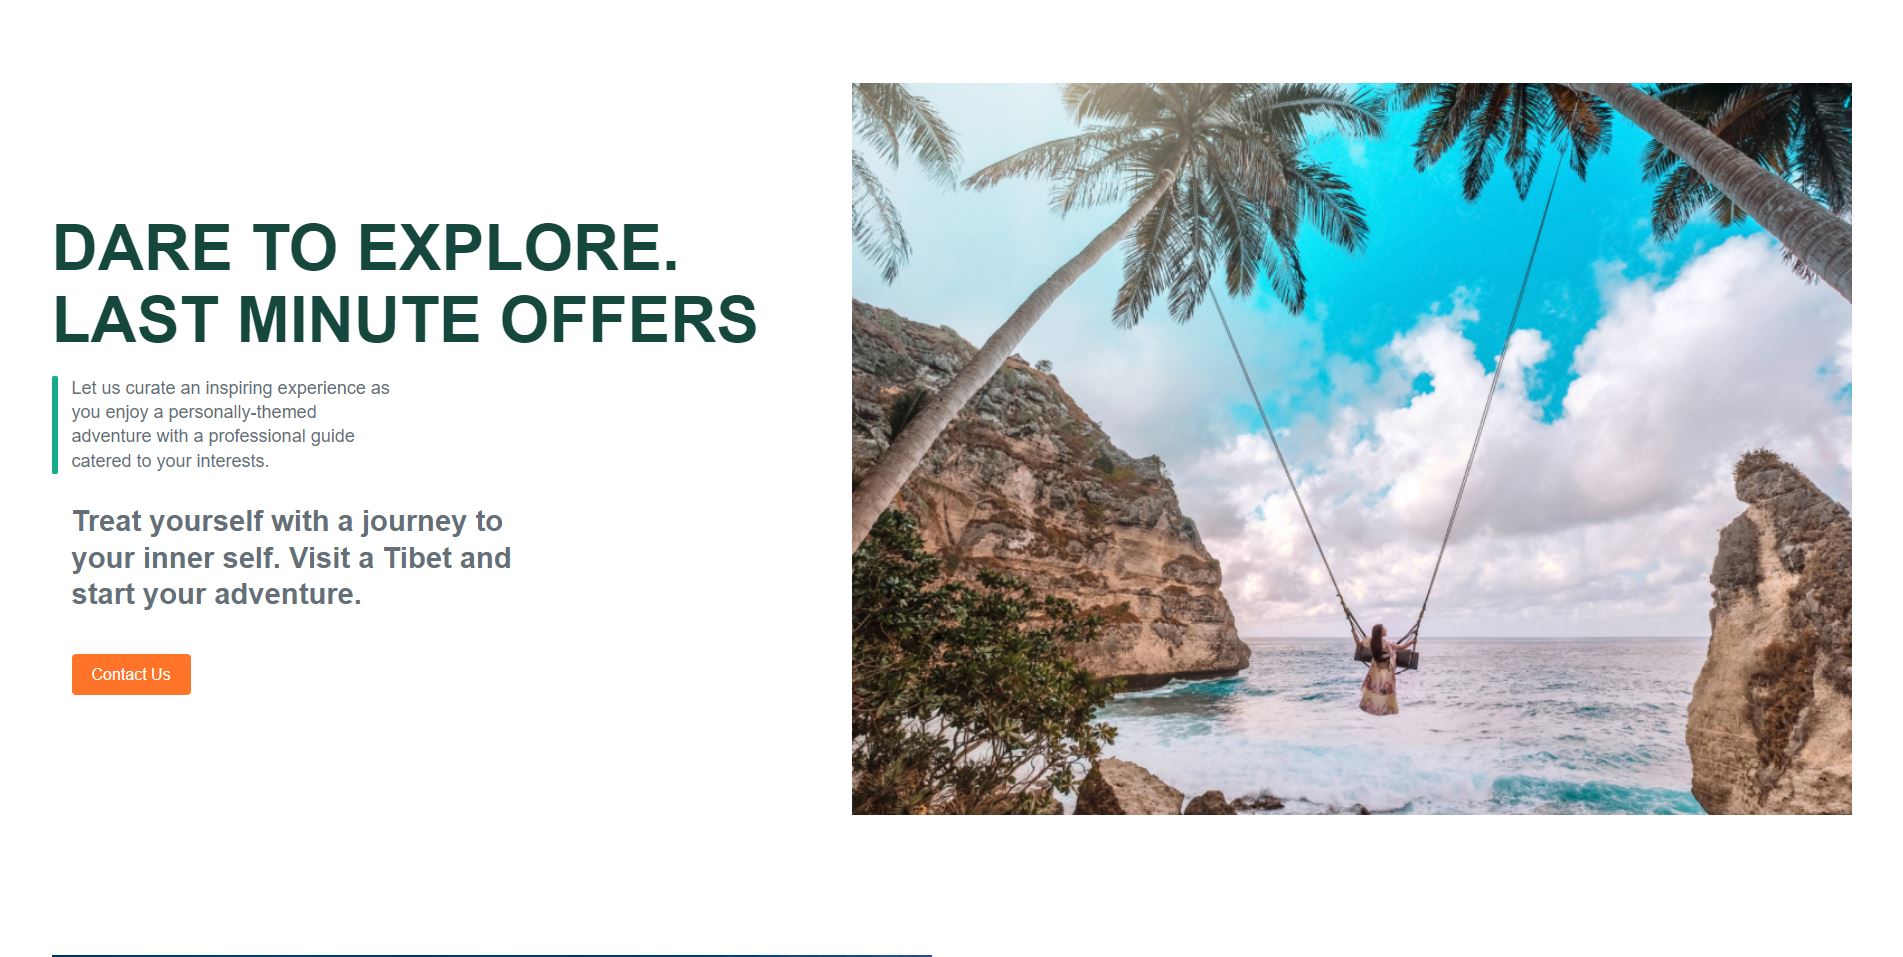 DARE TO EXPLORE.
LAST MINUTE OFFERS
Let us curate an inspiring experience as
you enjoy a personally-themed
adventure with a professional guide
catered to your interests.
Treat yourself with a journey to
your inner self. Visit a Tibet and
start your adventure.
Contact Us